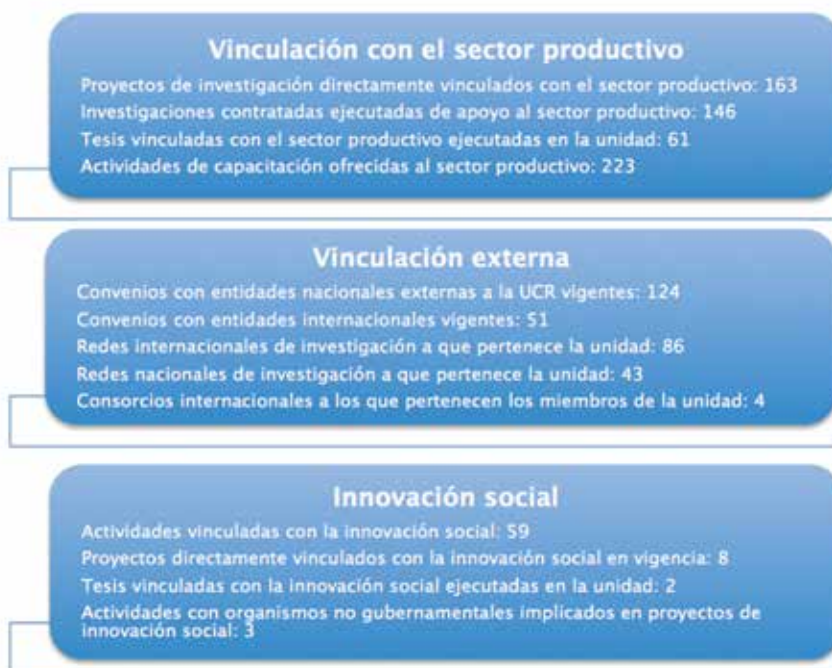 Vinculación con el sector productivo
Proyectos de investigación directamente vinculados con el sector productivo: 163
Investigaciones contratadas ejecutadas de apoyo al sector productivo: 146
Tesis vinculadas con el sector productivo ejecutadas en la unidad: 61
Actividades de capacitación ofrecidas al sector productivo: 223
Vinculación externa
Convenios con entidades nacionales externas a la UCR vigentes: 124
Convenios con entidades internacionales vigentes: 51
Redes internacionales de investigación a que pertenece la unidad: 86
Redes nacionales de investigación a que pertenece la unidad: 43
Consorcios internacionales a los que pertenecen los miembros de la unidad: 4
Innovación social
Actividades vinculadas con la innovación social: 59
Proyectos directamente vinculados con la innovación social en vigencia: 8
Tesis vinculadas con la innovación social ejecutadas en la unidad: 2
Actividades con organismos no gubernamentales implicados en proyectos de
innovación social: 3